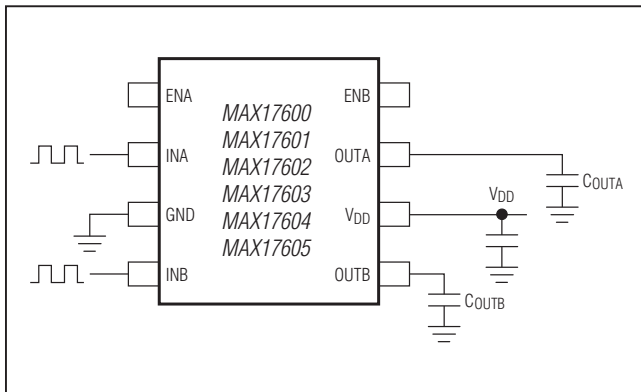 ENA
ENB
MAX17600
MAX17601
MAX17602
MAX17603
MAX17604
MAX17605
INA
OUTA
COUTA
GND
VDD
VDD
INB
OUTB
COUTB